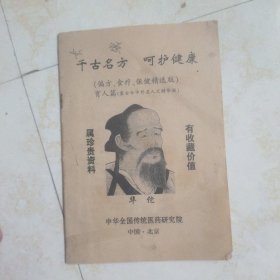 千古名方 呵护健康
(偏方、食疗、保健精选版)
育人篇
属珍贵资料
有收藏价值
华佗
中华全国传统医药研究院
中国·北京